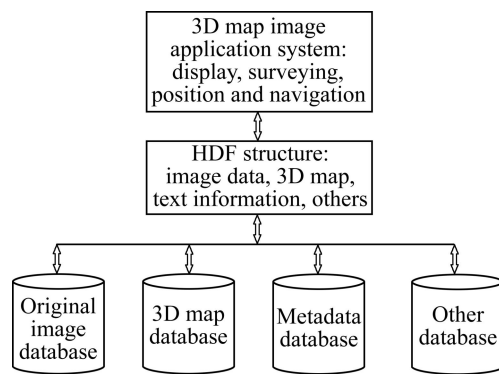 3D map image
application system:
display, surveying,
position and navigation
HDF structure:
image data, 3D map,
text information, others
Original
image
database
3D map
database
Metadata
database
Other
database